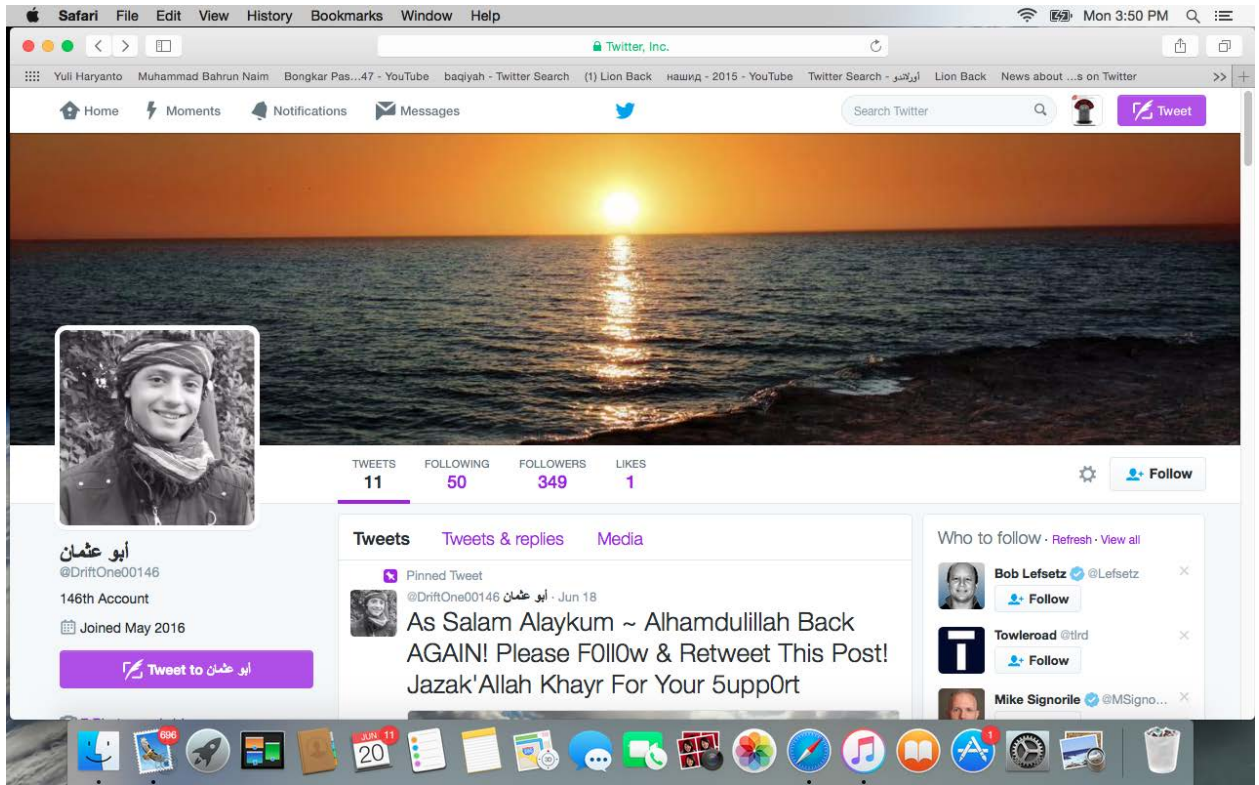 Safari File Edit View History Bookmarks Window Help Mon 3:50 PM
Twitter, Inc.
Yuli Haryanto Muhammad Bahrun Naim Bongkar Pas...47 - YouTube baqiyah - Twitter Search (1) Lion Back нашид - 2015 - YouTube Twitter Search - أورلاندو Lion Back News about ...s on Twitter >>
Home Moments Notifications Messages Search Twitter Tweet
TWEETS FOLLOWING FOLLOWERS LIKES
11 50 349 1
Follow
أبو عثمان
@DriftOne00146
146th Account
Joined May 2016
Tweet to أبو عثمان
Tweets Tweets & replies Media
Pinned Tweet
@DriftOne00146 أبو عثمان · Jun 18
As Salam Alaykum ~ Alhamdulillah Back
AGAIN! Please F0ll0w & Retweet This Post!
Jazak'Allah Khayr For Your 5upp0rt
Who to follow · Refresh · View all
Bob Lefsetz @Lefsetz
Follow
Towleroad @tlrd
Follow
Mike Signorile @MSigno...
696
JUN 11
20
1